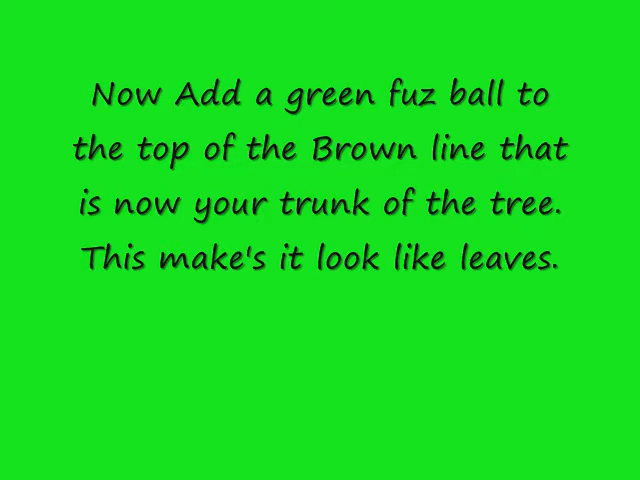 Now Add a green fuz ball to
the top of the Brown line that
is now your trunk of the tree.
This make's it look like leaves.